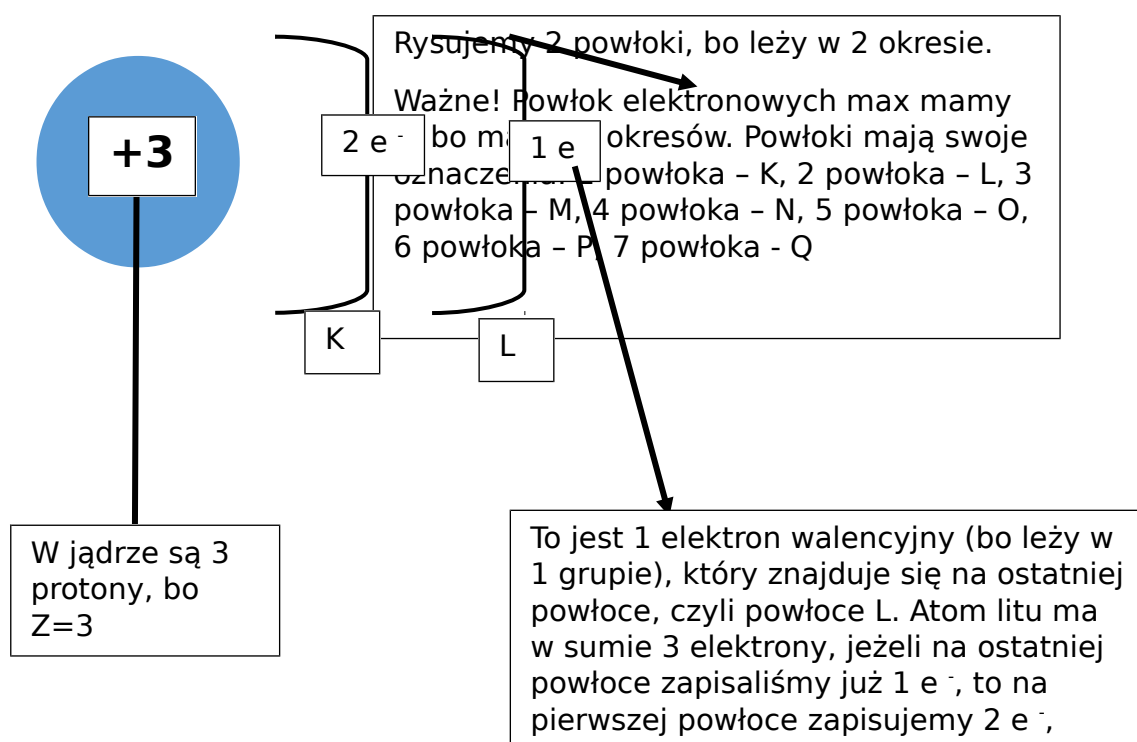 Rysujemy 2 powłoki, bo leży w 2 okresie.
Ważne! Powłok elektronowych max mamy
bo okresów. Powłoki mają swoje
powłoka – K, 2 powłoka – L, 3
powłoka – M, 4 powłoka – N, 5 powłoka – O,
6 powłoka – P, 7 powłoka - Q
+3
2 e -
1 e
K
L
W jądrze są 3
protony, bo
Z=3
To jest 1 elektron walencyjny (bo leży w
1 grupie), który znajduje się na ostatniej
powłoce, czyli powłoce L. Atom litu ma
w sumie 3 elektrony, jeżeli na ostatniej
powłoce zapisaliśmy już 1 e -, to na
pierwszej powłoce zapisujemy 2 e -,